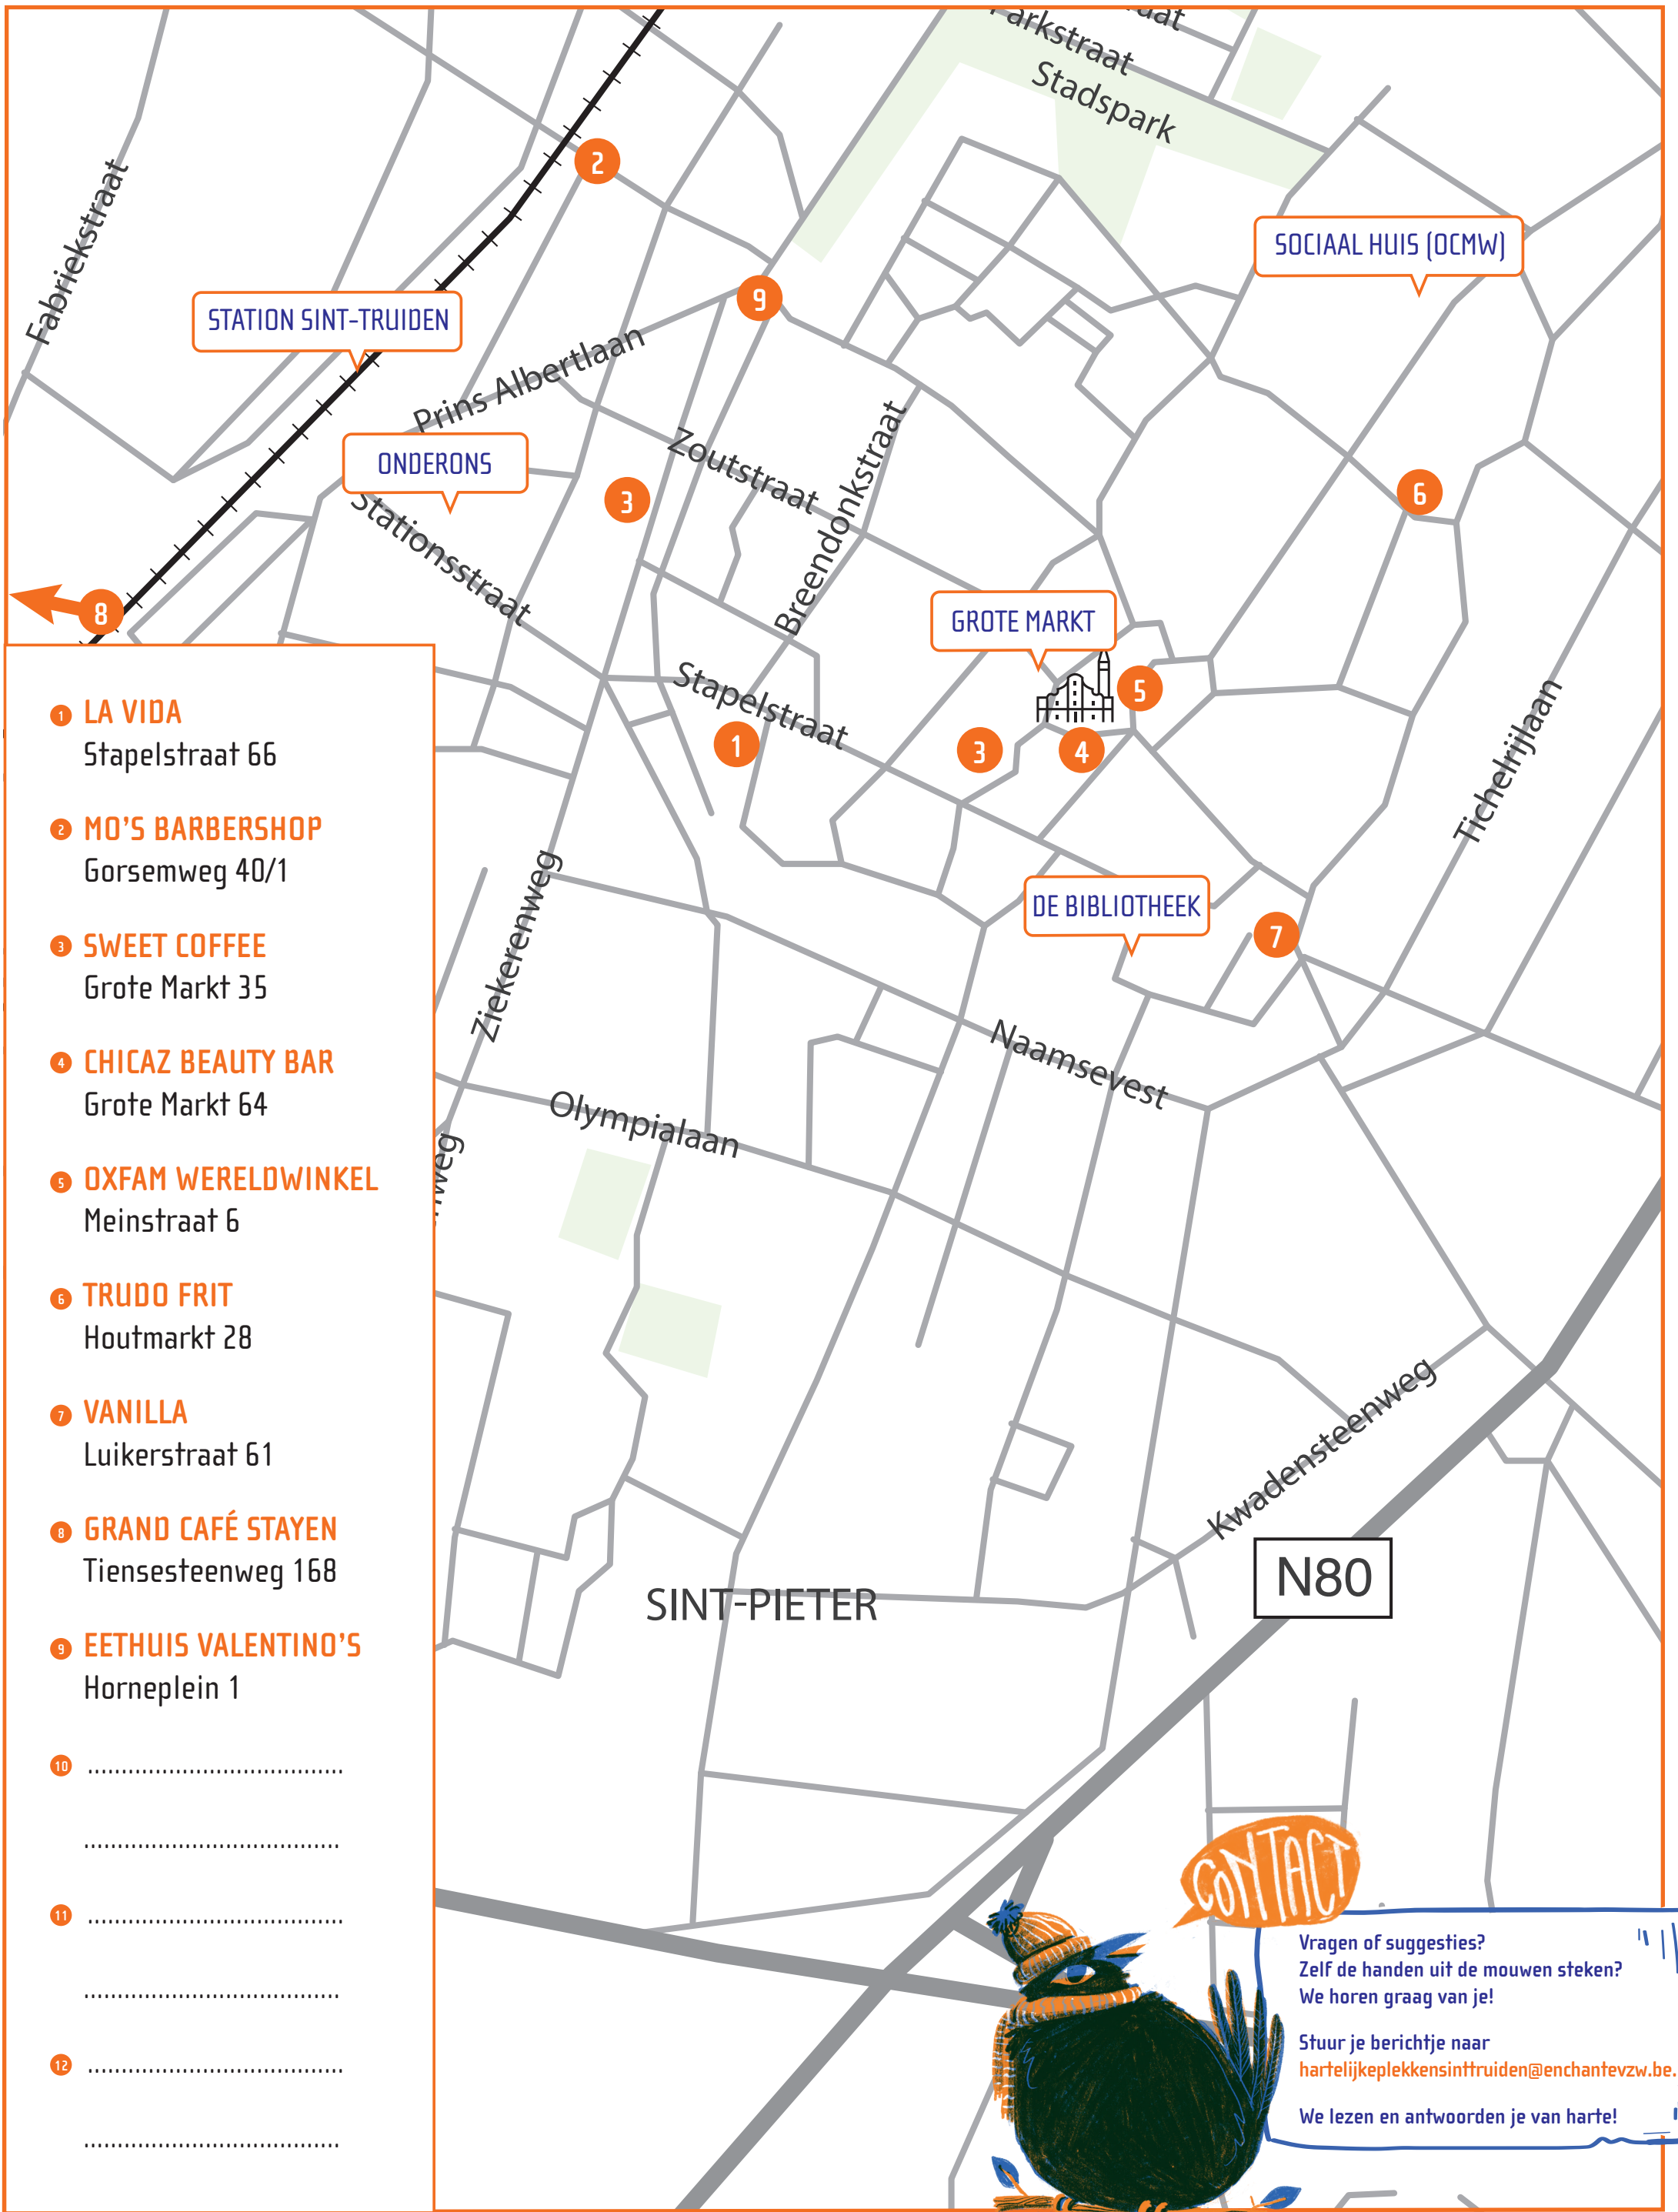 Parkstraat
Stadspark
2
Fabriekstraat
SOCIAAL HUIS (OCMW)
STATION SINT-TRUIDEN
9
Prins Albertlaan
ONDERONS
Zoutstraat
Breendonkstraat
3
6
Stationsstraat
8
GROTE MARKT
5
Stapelstraat
1
3
4
Tichelrijlaan
Ziekerenweg
DE BIBLIOTHEEK
7
Naamsevest
Olympialaan
Kwadensteenweg
N80
SINT-PIETER
1 LA VIDA
Stapelstraat 66
2 MO'S BARBERSHOP
Gorsemweg 40/1
3 SWEET COFFEE
Grote Markt 35
4 CHICAZ BEAUTY BAR
Grote Markt 64
5 OXFAM WERELDWINKEL
Meinstraat 6
6 TRUDO FRIT
Houtmarkt 28
7 VANILLA
Luikerstraat 61
8 GRAND CAFÉ STAYEN
Tiensesteenweg 168
9 EETHUIS VALENTINO'S
Horneplein 1
10 ......................................
......................................
11 ......................................
......................................
12 ......................................
......................................
CONTACT
Vragen of suggesties?
Zelf de handen uit de mouwen steken?
We horen graag van je!
Stuur je berichtje naar
hartelijkeplekkensinttruiden@enchantevzw.be.
We lezen en antwoorden je van harte!